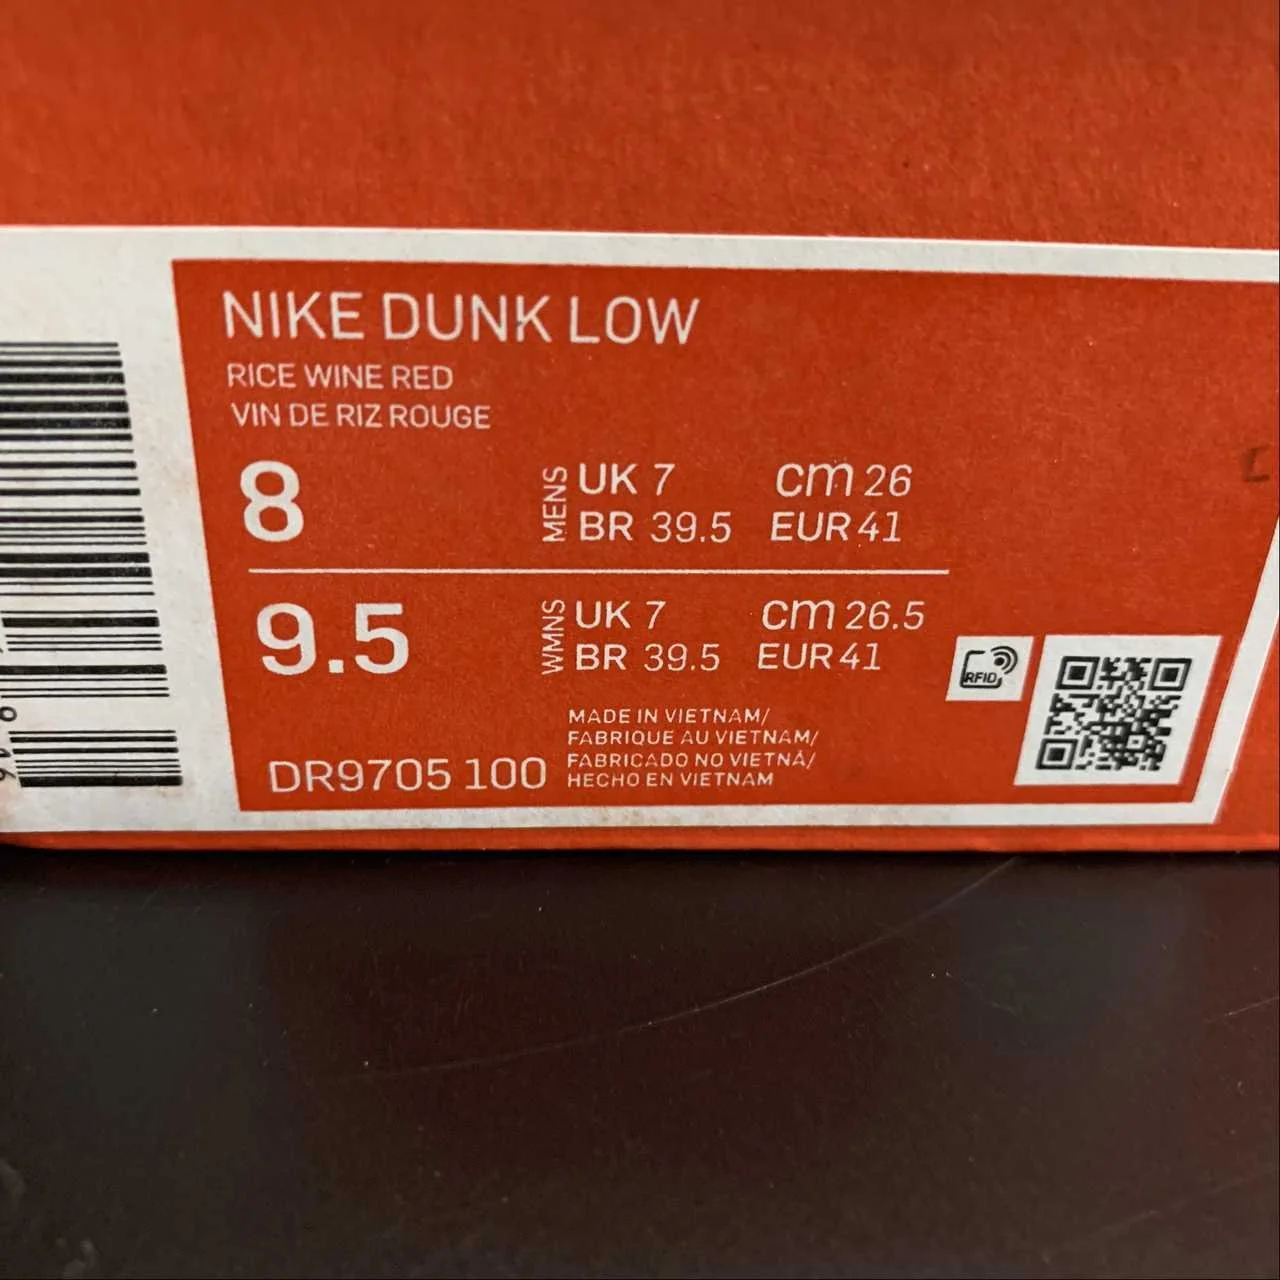 NIKE DUNK LOW
RICE WINE RED
VIN DE RIZ ROUGE
8
MENS
UK 7 cm 26
BR 39.5 EUR 41
9.5
WMNS
UK 7 cm 26.5
BR 39.5 EUR 41
RFID
MADE IN VIETNAM/
FABRIQUE AU VIETNAM/
FABRICADO NO VIETNÃ/
HECHO EN VIETNAM
DR9705 100